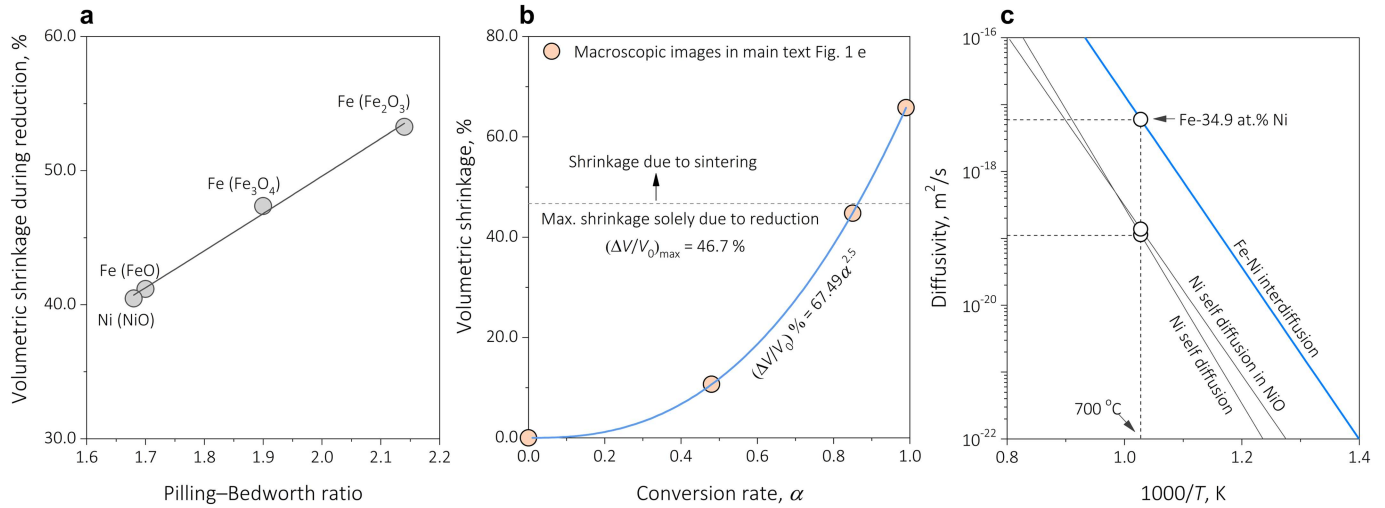 a
Volumetric shrinkage during reduction, %
60.0
50.0
40.0
30.0
Fe (Fe2O3)
Fe (Fe3O4)
Fe (FeO)
Ni (NiO)
1.6 1.7 1.8 1.9 2.0 2.1 2.2
Pilling–Bedworth ratio
b
Volumetric shrinkage, %
80.0
60.0
40.0
20.0
0.0
Macroscopic images in main text Fig. 1 e
Shrinkage due to sintering
Max. shrinkage solely due to reduction
(ΔV/V0)max = 46.7 %
(ΔV/V0) % = 67.49α^2.5
0.0 0.2 0.4 0.6 0.8 1.0
Conversion rate, α
c
Diffusivity, m²/s
10^-16
10^-18
10^-20
10^-22
Fe-34.9 at.% Ni
Fe-Ni interdiffusion
Ni self diffusion in NiO
Ni self diffusion
700 °C
0.8 1.0 1.2 1.4
1000/T, K